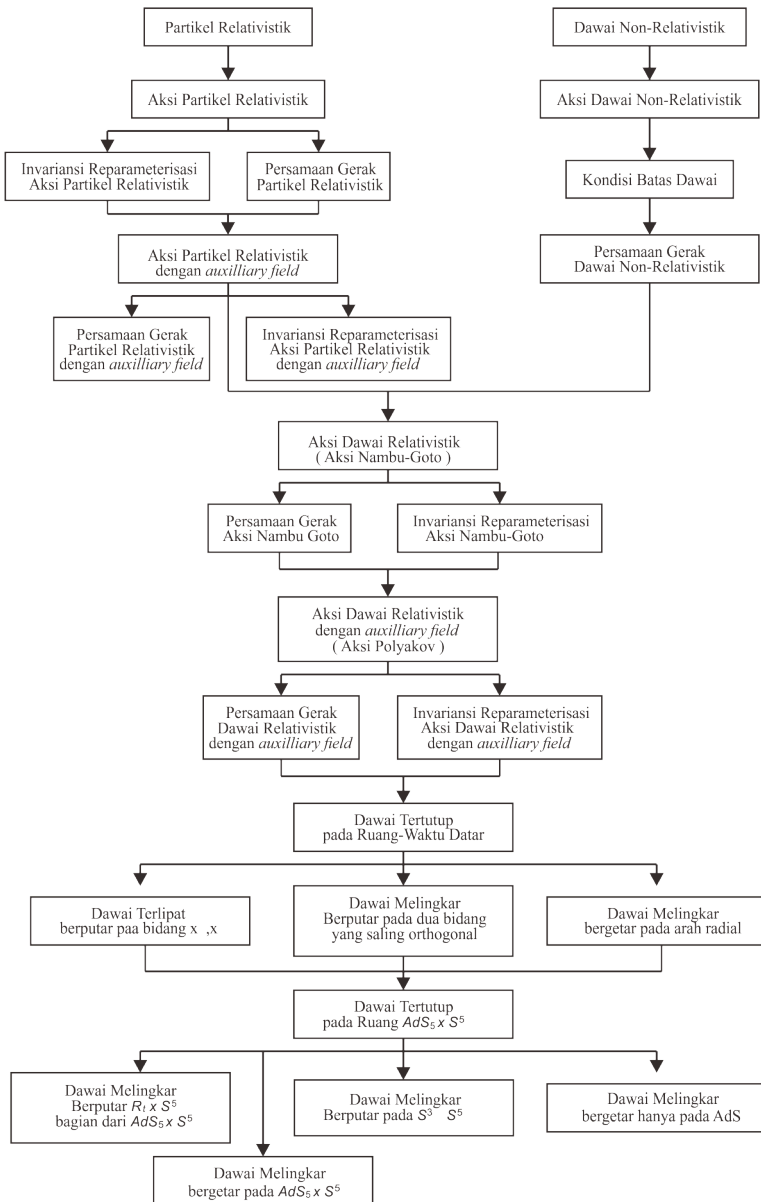 Partikel Relativistik
Dawai Non-Relativistik
Aksi Partikel Relativistik
Aksi Dawai Non-Relativistik
Invariansi Reparameterisasi
Aksi Partikel Relativistik
Persamaan Gerak
Partikel Relativistik
Kondisi Batas Dawai
Aksi Partikel Relativistik
dengan auxilliary field
Persamaan Gerak
Dawai Non-Relativistik
Persamaan Gerak
Partikel Relativistik
dengan auxilliary field
Invariansi Reparameterisasi
Aksi Partikel Relativistik
dengan auxilliary field
Aksi Dawai Relativistik
( Aksi Nambu-Goto )
Persamaan Gerak
Aksi Nambu Goto
Invariansi Reparameterisasi
Aksi Nambu-Goto
Aksi Dawai Relativistik
dengan auxilliary field
( Aksi Polyakov )
Persamaan Gerak
Dawai Relativistik
dengan auxilliary field
Invariansi Reparameterisasi
Aksi Dawai Relativistik
dengan auxilliary field
Dawai Tertutup
pada Ruang-Waktu Datar
Dawai Terlipat
berputar paa bidang x ,x
Dawai Melingkar
Berputar pada dua bidang
yang saling orthogonal
Dawai Melingkar
bergetar pada arah radial
Dawai Tertutup
pada Ruang AdS₅ x S⁵
Dawai Melingkar
Berputar Rₜ x S⁵
bagian dari AdS₅ x S⁵
Dawai Melingkar
Berputar pada S³ S⁵
Dawai Melingkar
bergetar hanya pada AdS
Dawai Melingkar
bergetar pada AdS₅ x S⁵